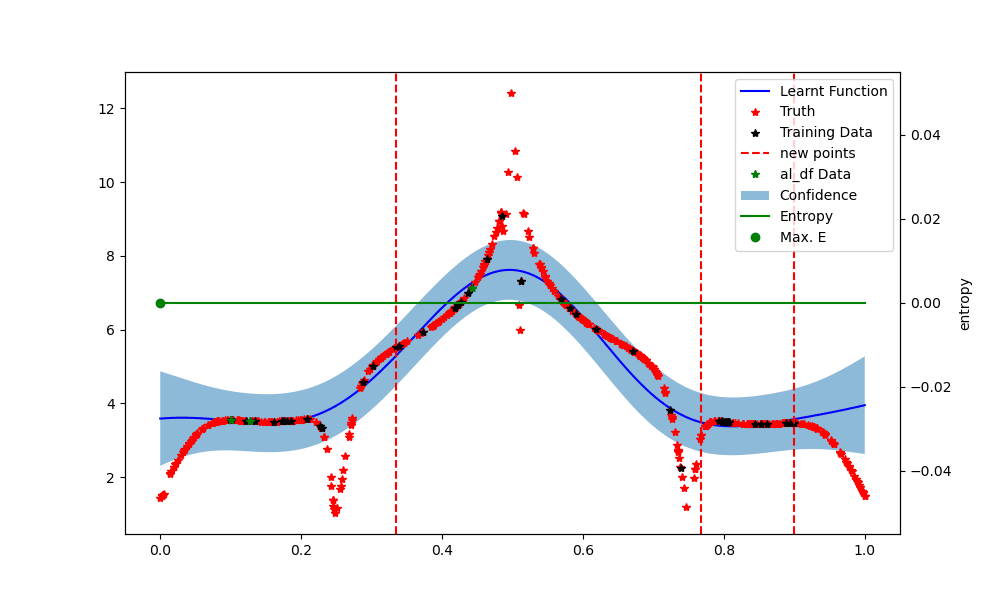 12
10
8
6
4
2
0.0
0.2
0.4
0.6
0.8
1.0
0.04
0.02
0.00
−0.02
−0.04
entropy
Learnt Function
Truth
Training Data
new points
al_df Data
Confidence
Entropy
Max. E